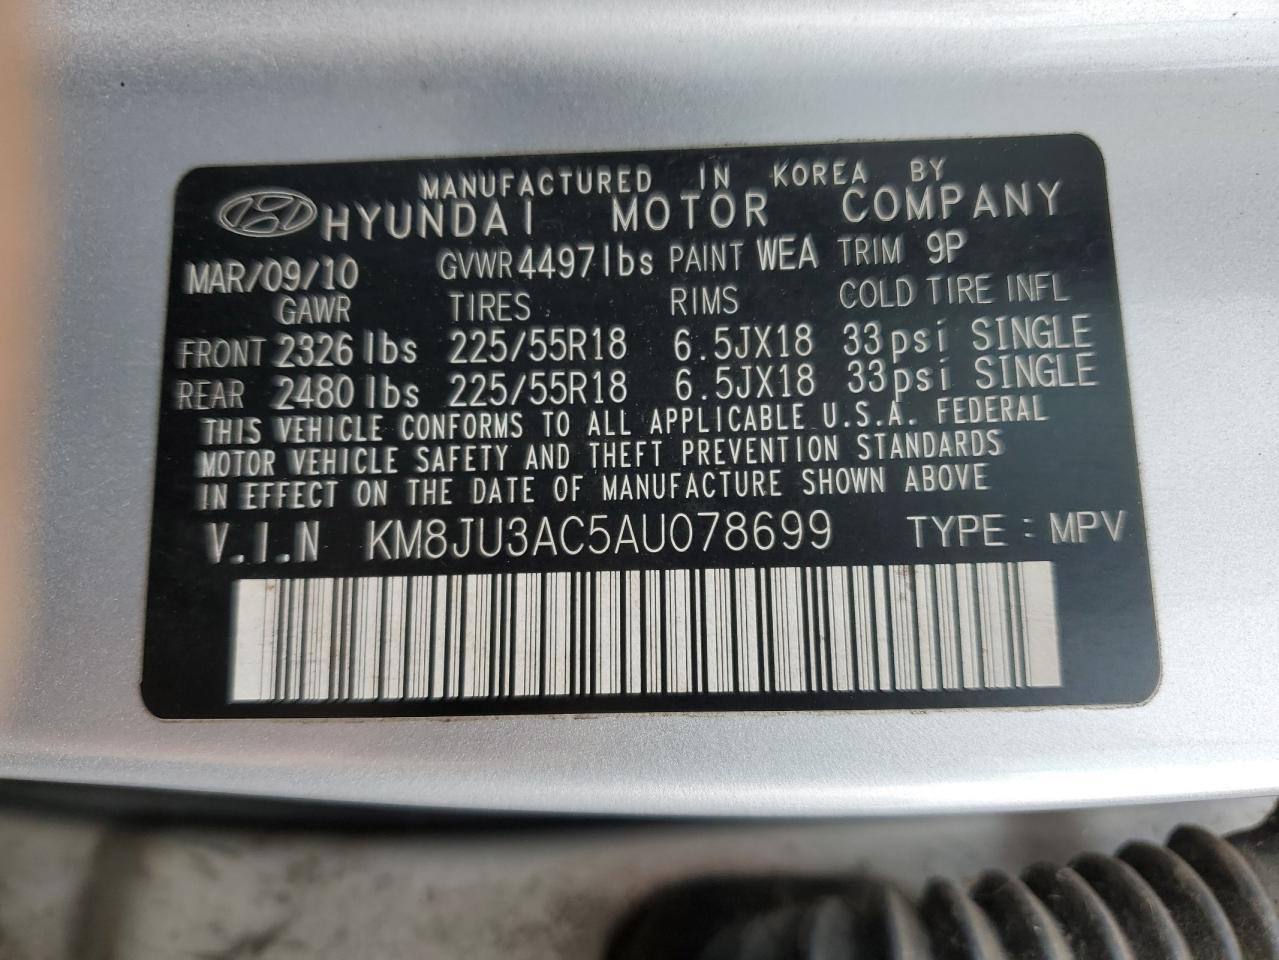 MANUFACTURED IN KOREA BY
HYUNDAI MOTOR COMPANY
MAR/09/10 GVWR 4497lbs PAINT WEA TRIM 9P
GAWR TIRES RIMS COLD TIRE INFL
FRONT 2326 lbs 225/55R18 6.5JX18 33psi SINGLE
REAR 2480 lbs 225/55R18 6.5JX18 33psi SINGLE
THIS VEHICLE CONFORMS TO ALL APPLICABLE U.S.A. FEDERAL
MOTOR VEHICLE SAFETY AND THEFT PREVENTION STANDARDS
IN EFFECT ON THE DATE OF MANUFACTURE SHOWN ABOVE
V.I.N KM8JU3AC5AU078699 TYPE : MPV